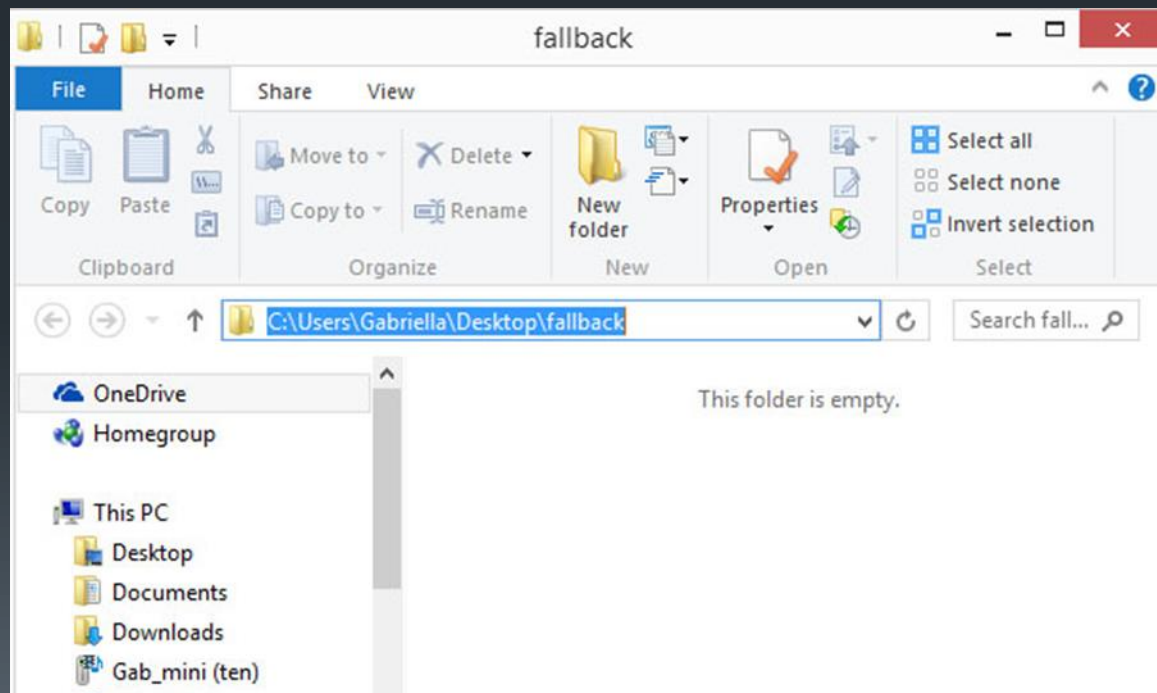 fallback
File Home Share View
Copy
Paste
Move to
Copy to
Delete
Rename
New folder
Properties
Select all
Select none
Invert selection
Clipboard Organize New Open Select
C:\Users\Gabriella\Desktop\fallback
Search fall...
OneDrive
Homegroup
This PC
Desktop
Documents
Downloads
Gab_mini (ten)
This folder is empty.